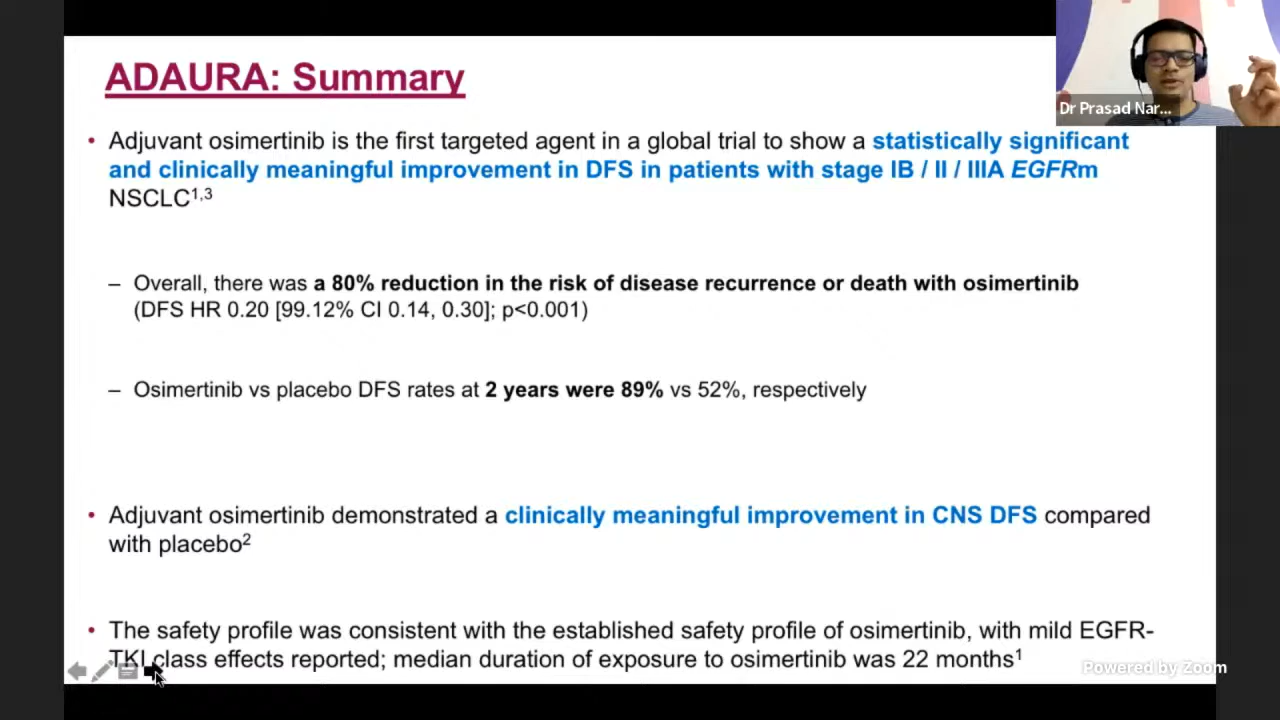 ADAURA: Summary
Dr Prasad Nar...
• Adjuvant osimertinib is the first targeted agent in a global trial to show a statistically significant
and clinically meaningful improvement in DFS in patients with stage IB / II / IIIA EGFRm
NSCLC1,3
– Overall, there was a 80% reduction in the risk of disease recurrence or death with osimertinib
(DFS HR 0.20 [99.12% CI 0.14, 0.30]; p<0.001)
– Osimertinib vs placebo DFS rates at 2 years were 89% vs 52%, respectively
• Adjuvant osimertinib demonstrated a clinically meaningful improvement in CNS DFS compared
with placebo2
• The safety profile was consistent with the established safety profile of osimertinib, with mild EGFR-
TKI class effects reported; median duration of exposure to osimertinib was 22 months1
Powered by Zoom